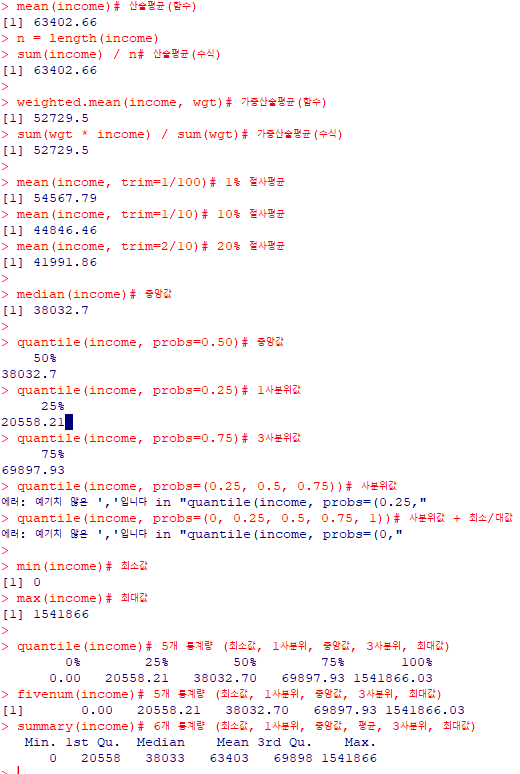 > mean(income)# 산술평균(함수)
[1] 63402.66
> n = length(income)
> sum(income) / n# 산술평균(수식)
[1] 63402.66
>
> weighted.mean(income, wgt)# 가중산술평균(함수)
[1] 52729.5
> sum(wgt * income) / sum(wgt)# 가중산술평균(수식)
[1] 52729.5
>
> mean(income, trim=1/100)# 1% 절사평균
[1] 54567.79
> mean(income, trim=1/10)# 10% 절사평균
[1] 44846.46
> mean(income, trim=2/10)# 20% 절사평균
[1] 41991.86
>
> median(income)# 중앙값
[1] 38032.7
>
> quantile(income, probs=0.50)# 중앙값
50%
38032.7
> quantile(income, probs=0.25)# 1사분위값
25%
20558.21
> quantile(income, probs=0.75)# 3사분위값
75%
69897.93
> quantile(income, probs=(0.25, 0.5, 0.75))# 사분위값
에러: 예기치 않은 ','입니다 in "quantile(income, probs=(0.25,"
> quantile(income, probs=(0, 0.25, 0.5, 0.75, 1))# 사분위값 + 최소/대값
에러: 예기치 않은 ','입니다 in "quantile(income, probs=(0,"
>
> min(income)# 최소값
[1] 0
> max(income)# 최대값
[1] 1541866
>
> quantile(income)# 5개 통계량 (최소값, 1사분위, 중앙값, 3사분위, 최대값)
0% 25% 50% 75% 100%
0.00 20558.21 38032.70 69897.93 1541866.03
> fivenum(income)# 5개 통계량 (최소값, 1사분위, 중앙값, 3사분위, 최대값)
[1] 0.00 20558.21 38032.70 69897.93 1541866.03
> summary(income)# 6개 통계량 (최소값, 1사분위, 중앙값, 평균, 3사분위, 최대값)
Min. 1st Qu. Median Mean 3rd Qu. Max.
0 20558 38033 63403 69898 1541866
>